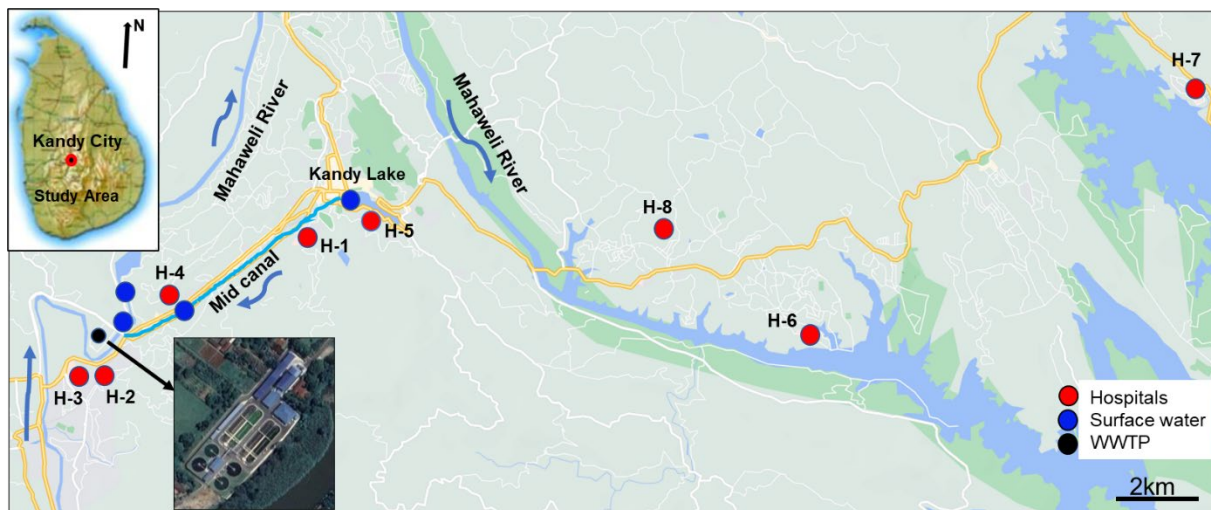 N
Kandy City
Study Area
Mahaweli River
Mahaweli River
Kandy Lake
Mid canal
H-7
H-8
H-5
H-1
H-4
H-6
H-3
H-2
Hospitals
Surface water
WWTP
2km